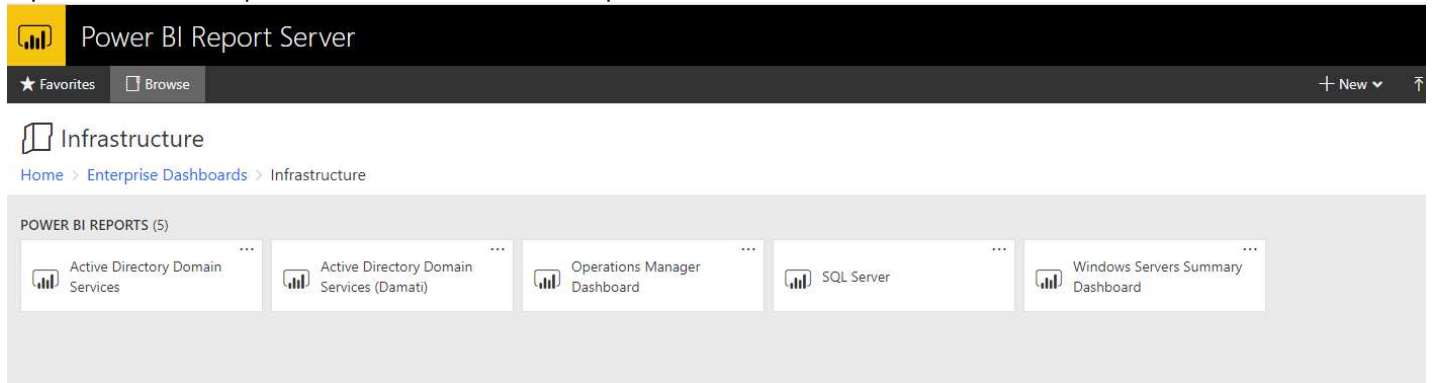 Power BI Report Server
Favorites
Browse
New
Infrastructure
Home > Enterprise Dashboards > Infrastructure
POWER BI REPORTS (5)
Active Directory Domain
Services
Active Directory Domain
Services (Damati)
Operations Manager
Dashboard
SQL Server
Windows Servers Summary
Dashboard